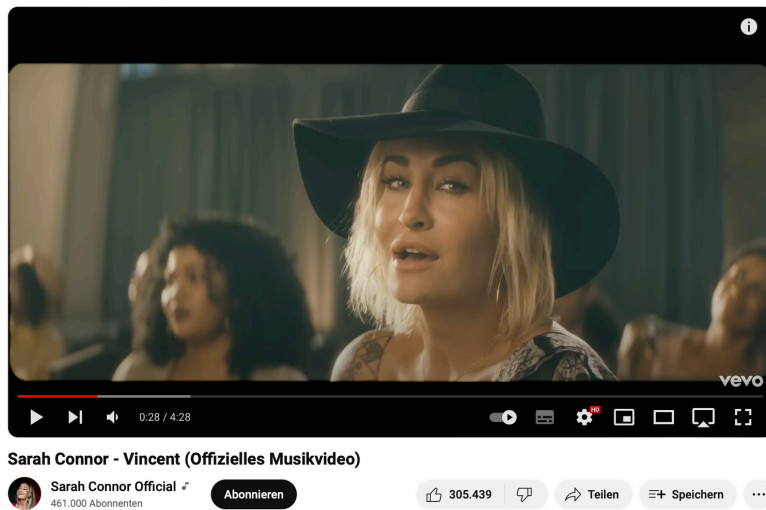 vevo
0:28 / 4:28
HD
Sarah Connor - Vincent (Offizielles Musikvideo)
Sarah Connor Official
461.000 Abonnenten
Abonnieren
305.439
Teilen
Speichern